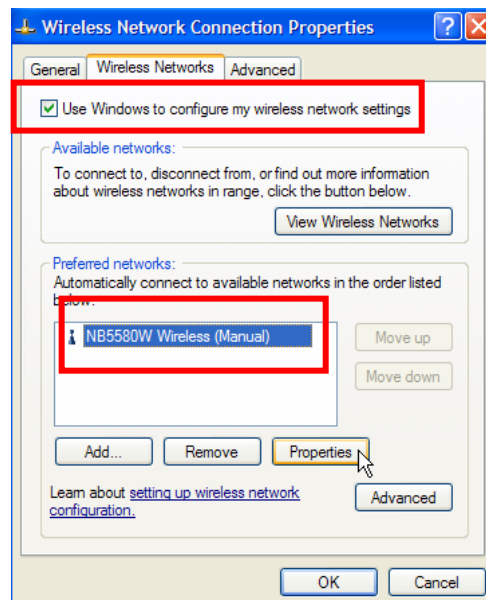 Wireless Network Connection Properties
General Wireless Networks Advanced
Use Windows to configure my wireless network settings
Available networks:
To connect to, disconnect from, or find out more information
about wireless networks in range, click the button below.
View Wireless Networks
Preferred networks:
Automatically connect to available networks in the order listed
below:
NB5580W Wireless (Manual)
Move up
Move down
Add... Remove Properties
Learn about setting up wireless network
configuration.
Advanced
OK Cancel